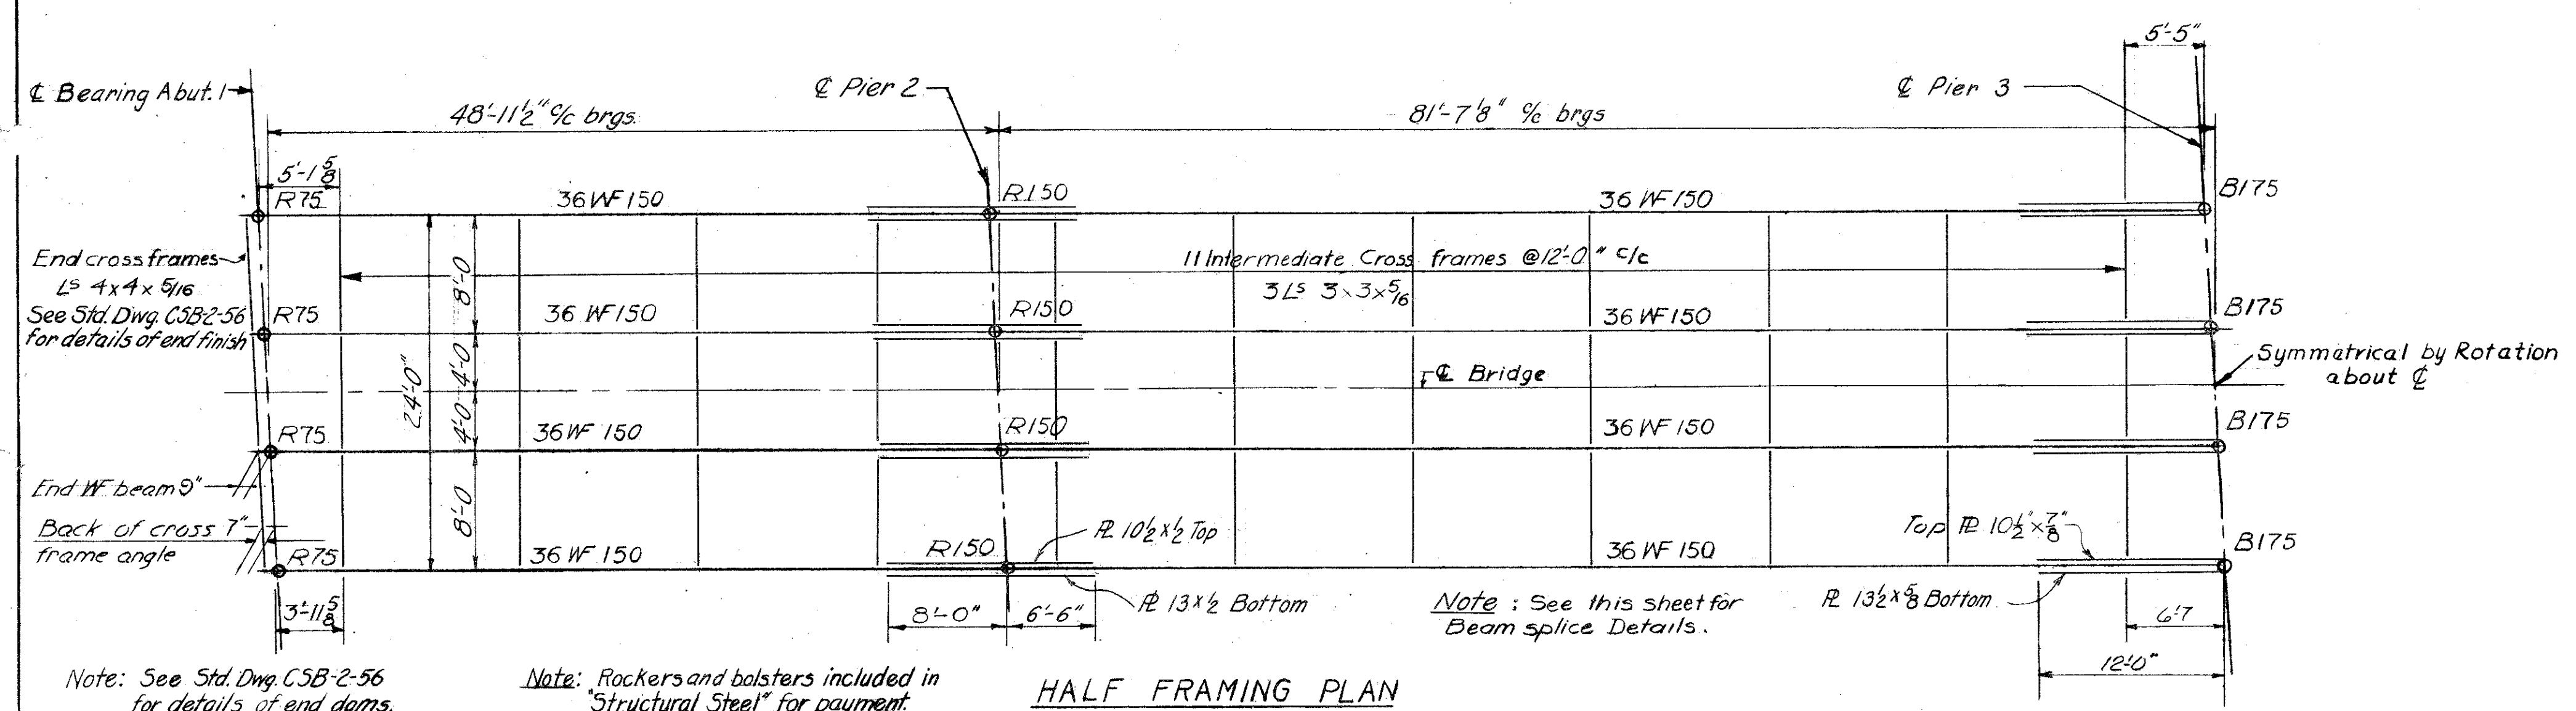 5'-5"
℄ Bearing Abut. 1
℄ Pier 2
℄ Pier 3
48'-11½" c/c brgs.
81'-7⅛" c/c brgs
5'-1⅝
R75
36 WF 150
R150
36 WF 150
B175
End cross frames
Ls 4x4x 5/16
See Std. Dwg. CSB-2-56
for details of end finish
8'-0
11 Intermediate Cross frames @ 12'-0" c/c
3 Ls 3x3x5/16
R75
36 WF 150
R150
36 WF 150
B175
24'-0"
4'-0
4'-0
℄ Bridge
Symmatrical by Rotation
about ℄
R75
36 WF 150
R150
36 WF 150
B175
End WF beam 9"
Back of cross 7"
frame angle
8'-0
℞ 10½ x ½ Top
Top ℞ 10½" x ⅞"
R75
36 WF 150
R150
36 WF 150
B175
3'-11⅝
8'-0"
6'-6"
℞ 13 x ½ Bottom
Note : See this sheet for
Beam splice Details.
℞ 13½ x ⅝ Bottom
6'-7
12'-0"
Note: See Std. Dwg. CSB-2-56
for details of end dams.
Note: Rockers and bolsters included in
"Structural Steel" for payment.
HALF FRAMING PLAN